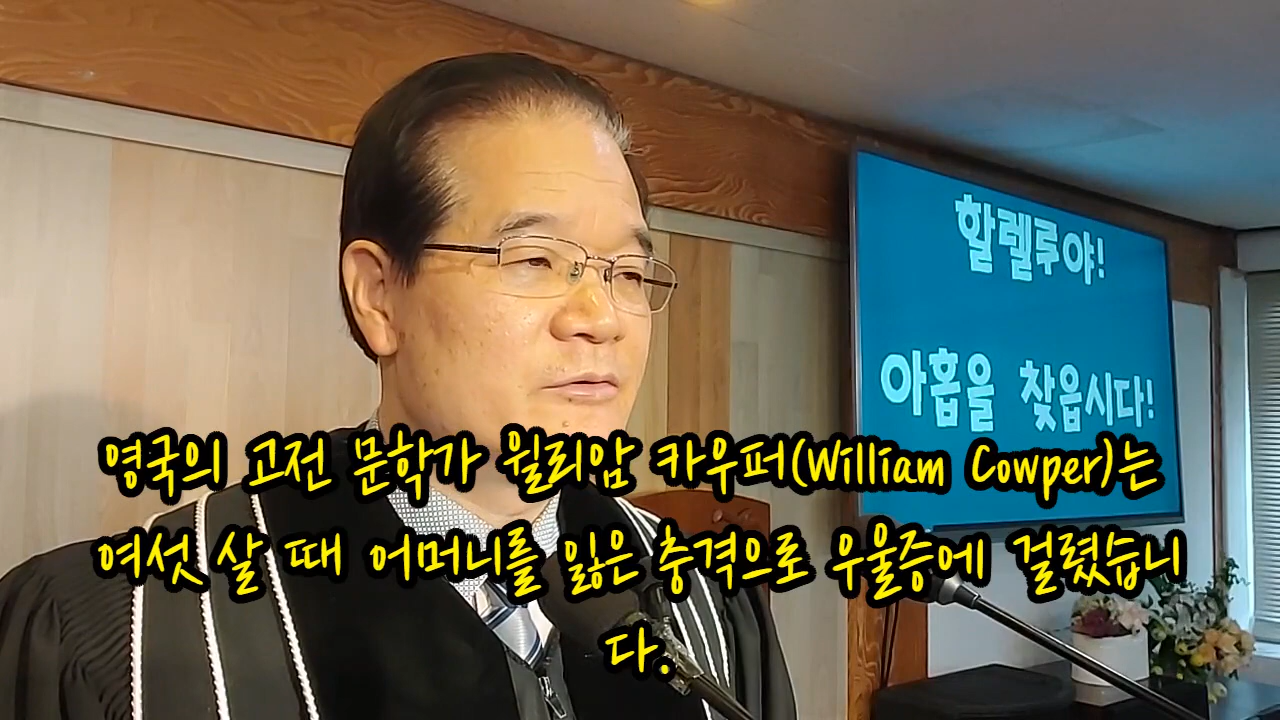 할렐루야!
아홉을 찾읍시다!
영국의 고전 문학가 윌리암 카우퍼(William Cowper)는
여섯 살 때 어머니를 잃은 충격으로 우울증에 걸렸습니
다.